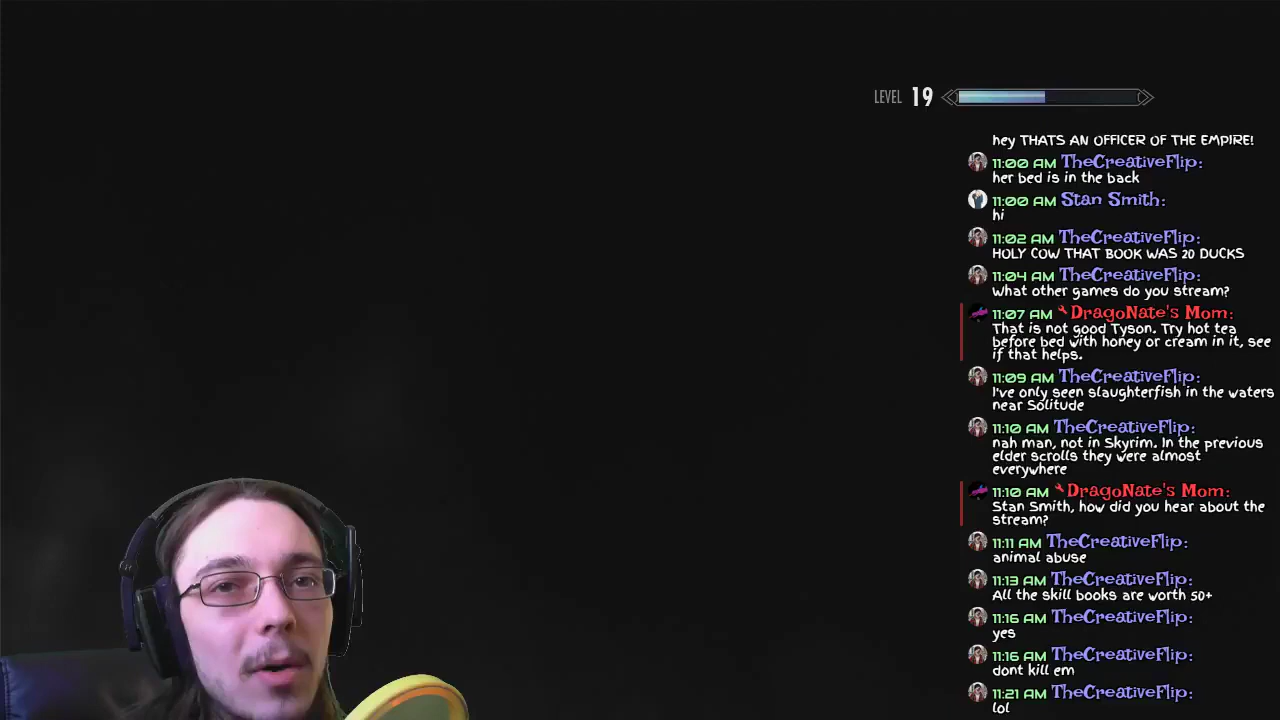 LEVEL 19
hey THATS AN OFFICER OF THE EMPIRE!
11:00 AM TheCreativeFlip:
her bed is in the back
11:00 AM Stan Smith:
hi
11:02 AM TheCreativeFlip:
HOLY COW THAT BOOK WAS 20 DUCKS
11:04 AM TheCreativeFlip:
What other games do you stream?
11:07 AM DragoNate's Mom:
That is not good Tyson. Try hot tea
before bed with honey or cream in it, see
if that helps.
11:09 AM TheCreativeFlip:
I've only seen slaughterfish in the waters
near Solitude
11:10 AM TheCreativeFlip:
nah man, not in Skyrim. In the previous
elder scrolls they were almost
everywhere
11:10 AM DragoNate's Mom:
Stan Smith, how did you hear about the
stream?
11:11 AM TheCreativeFlip:
animal abuse
11:13 AM TheCreativeFlip:
All the skill books are worth 50+
11:16 AM TheCreativeFlip:
yes
11:16 AM TheCreativeFlip:
dont kill em
11:21 AM TheCreativeFlip:
lol